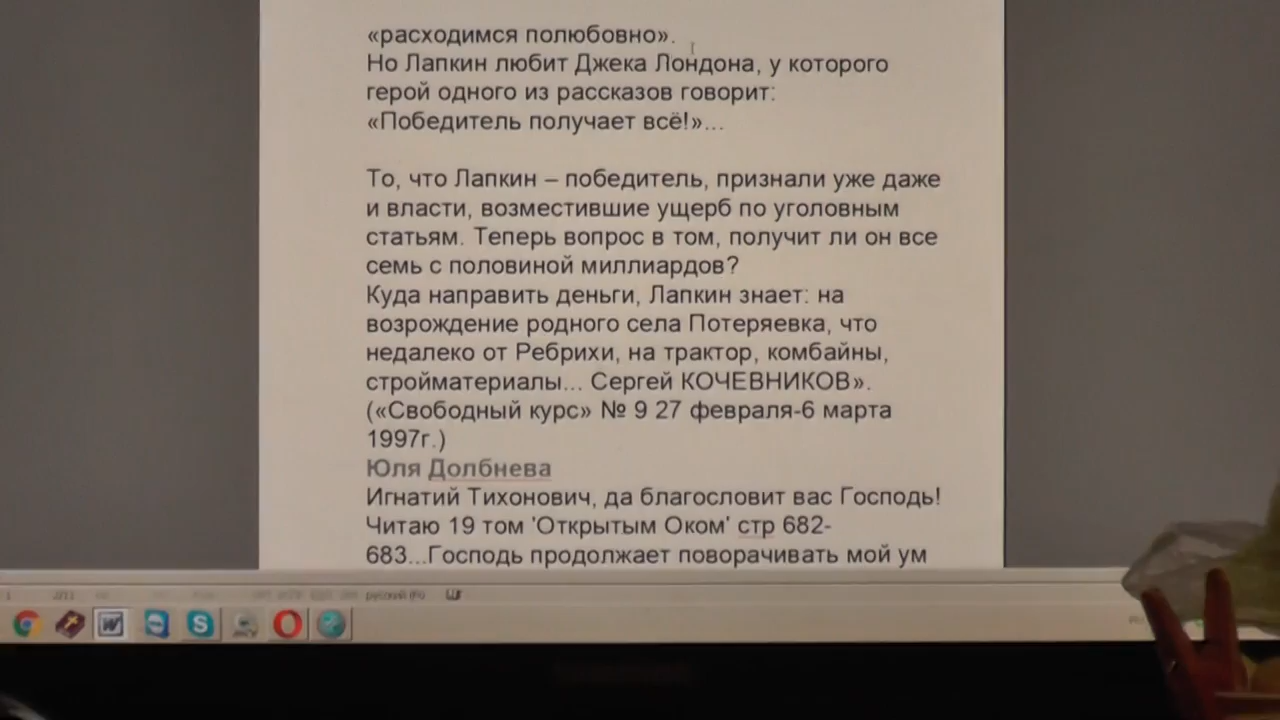 «расходимся полюбовно».
Но Лапкин любит Джека Лондона, у которого
герой одного из рассказов говорит:
«Победитель получает всё!»...
То, что Лапкин – победитель, признали уже даже
и власти, возместившие ущерб по уголовным
статьям. Теперь вопрос в том, получит ли он все
семь с половиной миллиардов?
Куда направить деньги, Лапкин знает: на
возрождение родного села Потеряевка, что
недалеко от Ребрихи, на трактор, комбайны,
стройматериалы... Сергей КОЧЕВНИКОВ».
(«Свободный курс» № 9 27 февраля-6 марта
1997г.)
Юля Долбнева
Игнатий Тихонович, да благословит вас Господь!
Читаю 19 том 'Открытым Оком' стр 682-
683...Господь продолжает поворачивать мой ум
русский